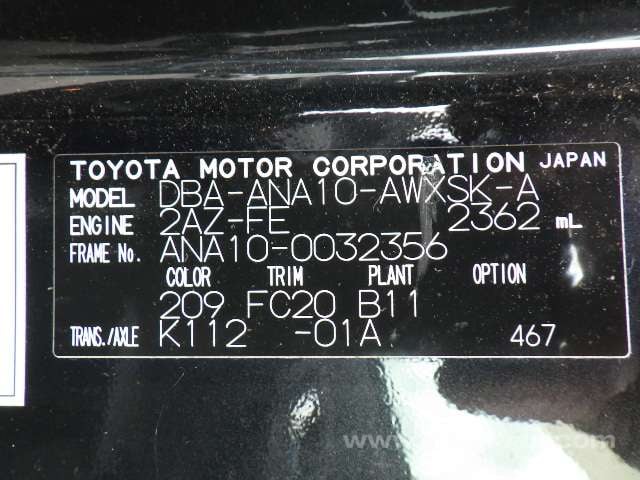 TOYOTA MOTOR CORPORATION JAPAN
MODEL DBA-ANA10-AWXSK-A
ENGINE 2AZ-FE 2362 mL
FRAME No. ANA10-0032356
COLOR TRIM PLANT OPTION
209 FC20 B11
TRANS./AXLE K112 -01A 467